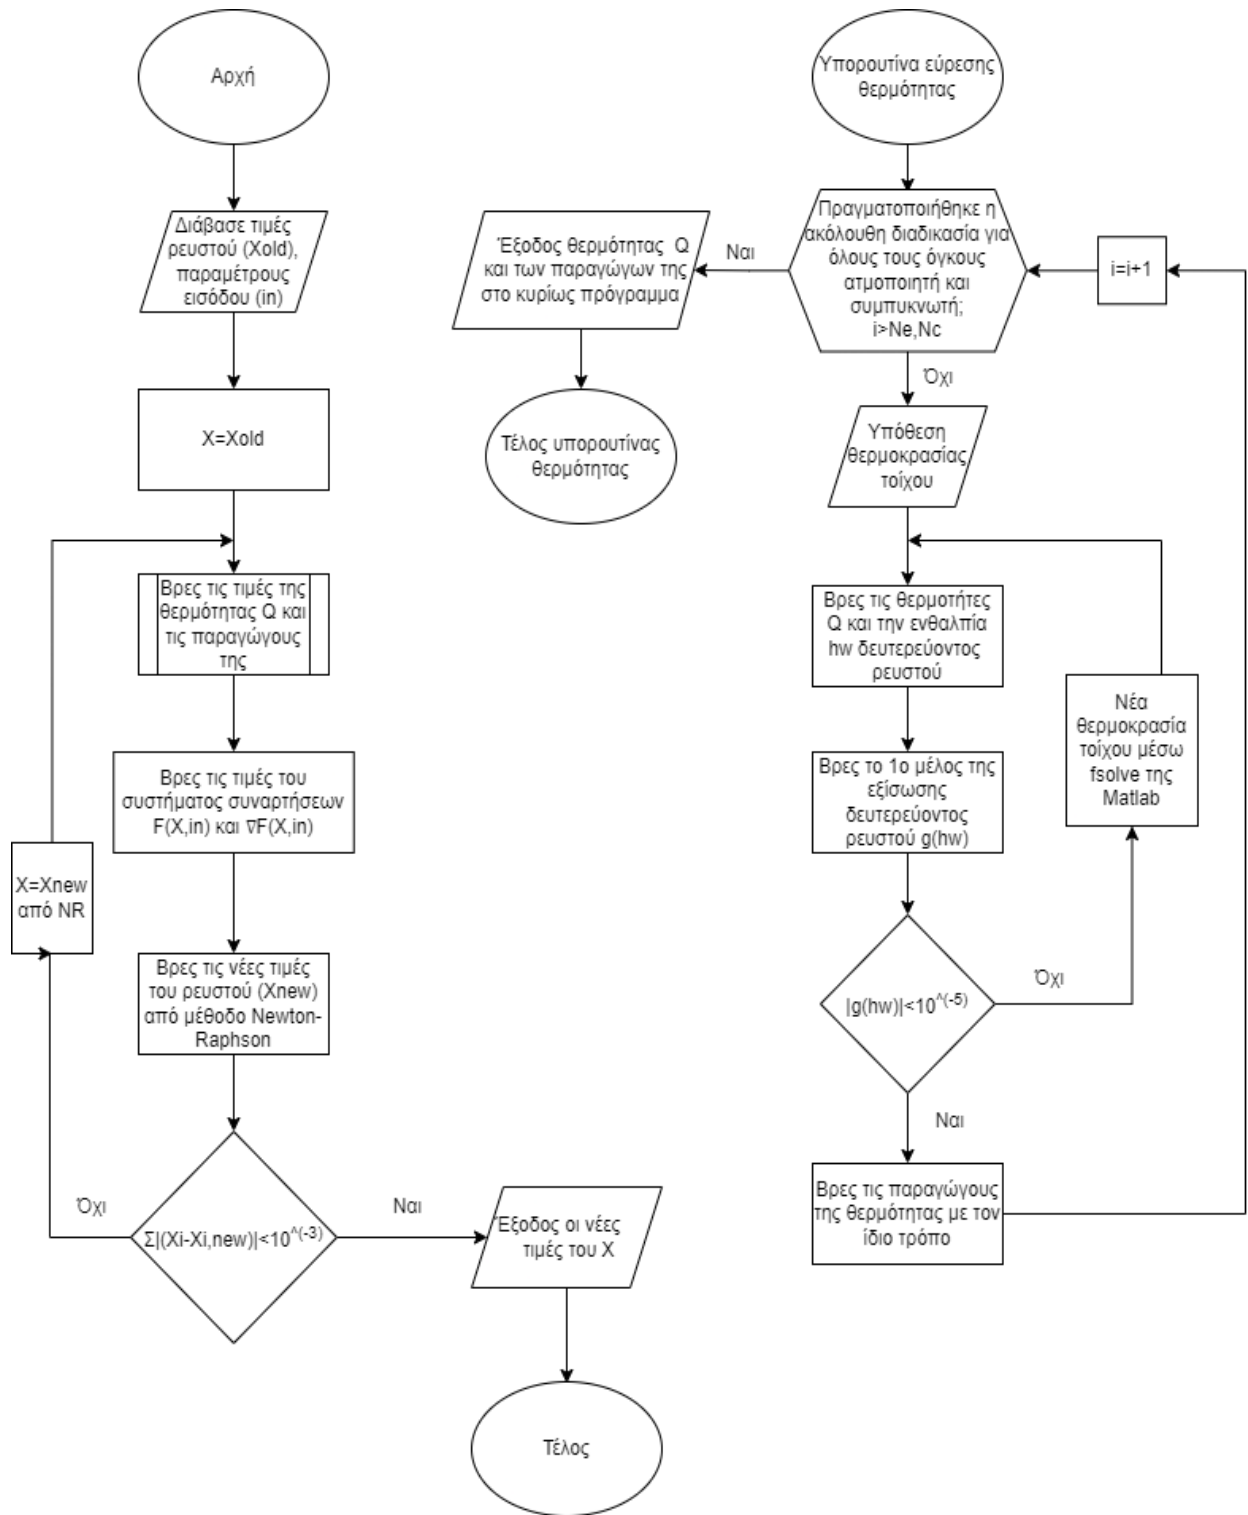 Αρχή
Διάβασε τιμές
ρευστού (Xold),
παραμέτρους
εισόδου (in)
X=Xold
Βρες τις τιμές της
θερμότητας Q και
τις παραγώγους
της
Βρες τις τιμές του
συστήματος συναρτήσεων
F(X,in) και ∇F(X,in)
X=Xnew
από NR
Βρες τις νέες τιμές
του ρευστού (Xnew)
από μέθοδο Newton-
Raphson
Όχι
Σ|(Xi-Xi,new)|<10^(-3)
Ναι
Έξοδος οι νέες
τιμές του X
Τέλος
Υπορουτίνα εύρεσης
θερμότητας
Πραγματοποιήθηκε η
ακόλουθη διαδικασία για
όλους τους όγκους
ατμοποιητή και
συμπυκνωτή;
i>Ne,Nc
i=i+1
Ναι
Έξοδος θερμότητας Q
και των παραγώγων της
στο κυρίως πρόγραμμα
Τέλος υπορουτίνας
θερμότητας
Όχι
Υπόθεση
θερμοκρασίας
τοίχου
Βρες τις θερμοτήτες
Q και την ενθαλπία
hw δευτερεύοντος
ρευστού
Βρες το 1ο μέλος της
εξίσωσης
δευτερεύοντος
ρευστού g(hw)
Νέα
θερμοκρασία
τοίχου μέσω
fsolve της
Matlab
|g(hw)|<10^(-5)
Όχι
Ναι
Βρες τις παραγώγους
της θερμότητας με τον
ίδιο τρόπο